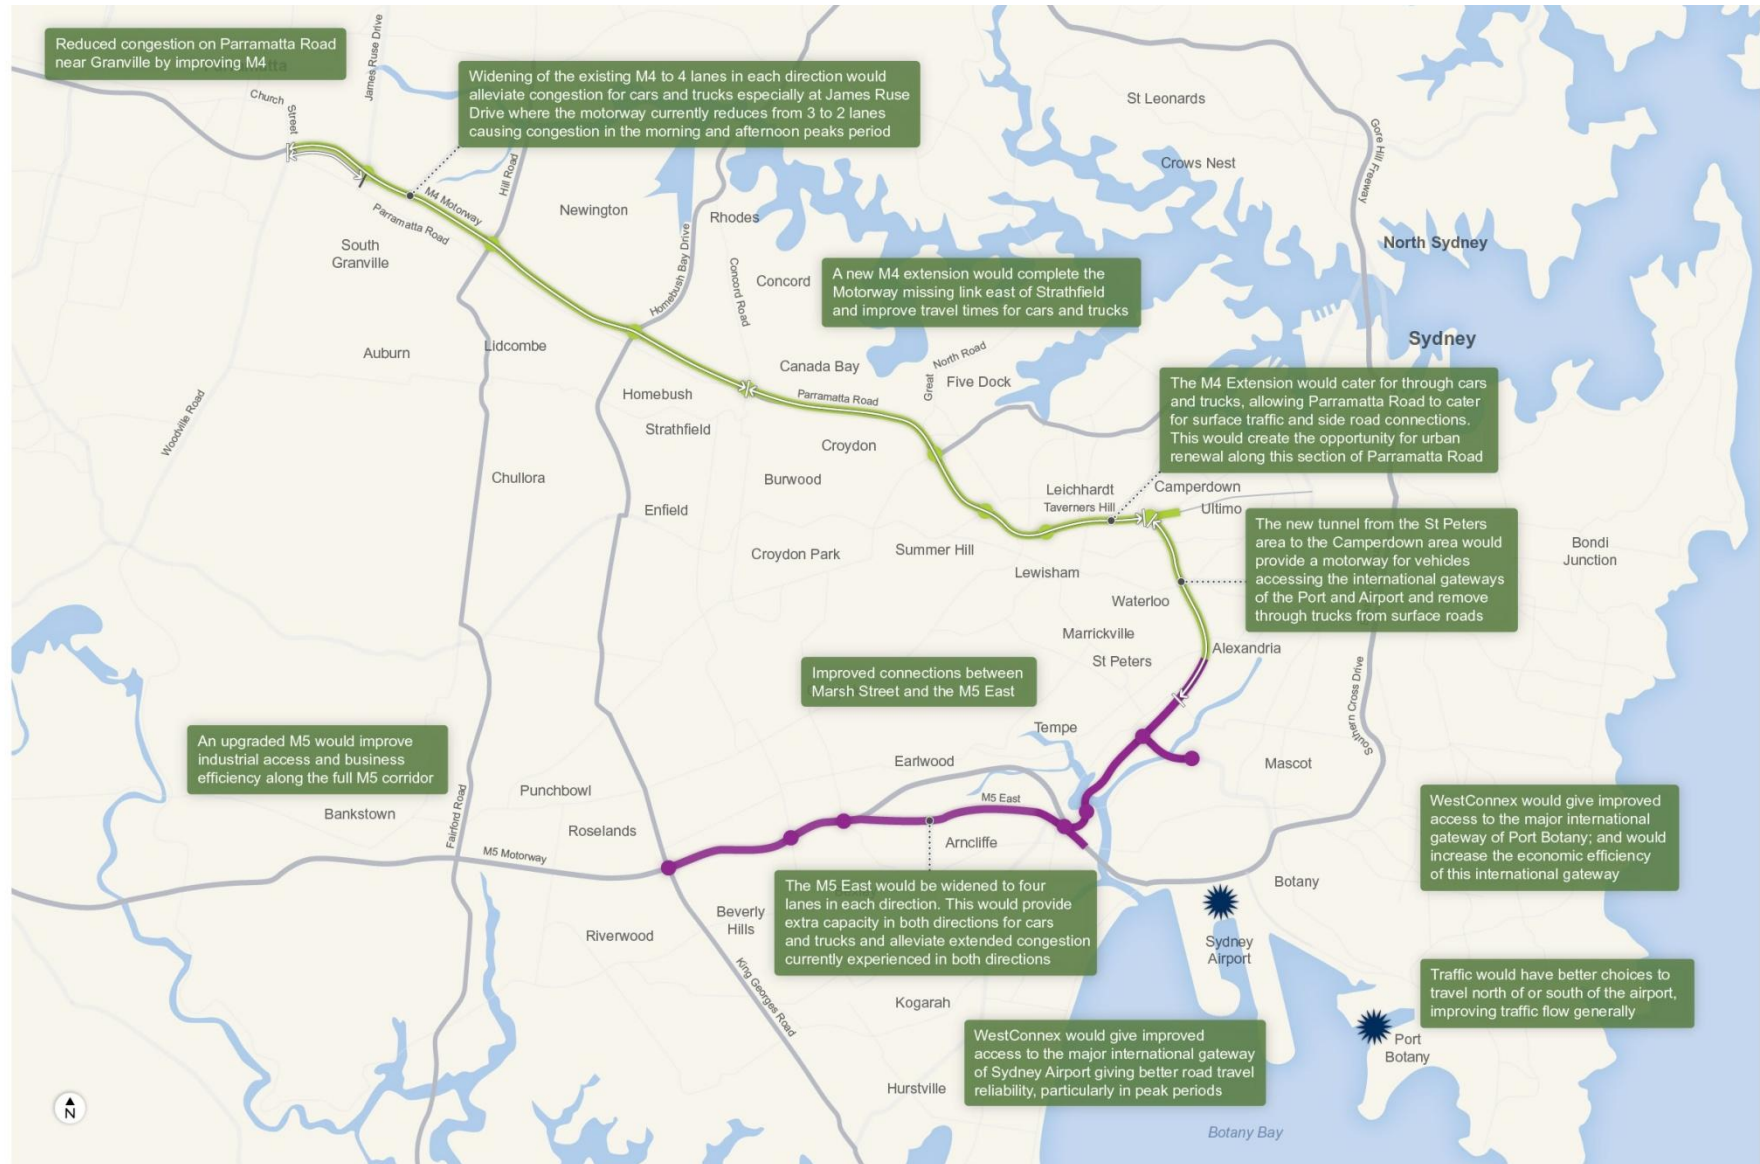 Reduced congestion on Parramatta Road
near Granville by improving M4
James Ruse Drive
Church
Street
Widening of the existing M4 to 4 lanes in each direction would
alleviate congestion for cars and trucks especially at James Ruse
Drive where the motorway currently reduces from 3 to 2 lanes
causing congestion in the morning and afternoon peaks period
St Leonards
Gore Hill Freeway
Crows Nest
Hill Road
M4 Motorway
Parramatta Road
Newington
Rhodes
South
Granville
North Sydney
Homebush Bay Drive
Concord Road
Concord
A new M4 extension would complete the
Motorway missing link east of Strathfield
and improve travel times for cars and trucks
Sydney
Auburn
Lidcombe
Canada Bay
Great
North Road
Five Dock
Homebush
Parramatta Road
Strathfield
Woodville Road
Croydon
The M4 Extension would cater for through cars
and trucks, allowing Parramatta Road to cater
for surface traffic and side road connections.
This would create the opportunity for urban
renewal along this section of Parramatta Road
Chullora
Burwood
Leichhardt
Taverners Hill
Camperdown
Ultimo
Enfield
Croydon Park
Summer Hill
Lewisham
The new tunnel from the St Peters
area to the Camperdown area would
provide a motorway for vehicles
accessing the international gateways
of the Port and Airport and remove
through trucks from surface roads
Bondi
Junction
Waterloo
Marrickville
St Peters
Alexandria
Improved connections between
Marsh Street and the M5 East
Southern Cross Drive
Tempe
An upgraded M5 would improve
industrial access and business
efficiency along the full M5 corridor
Earlwood
Mascot
Punchbowl
Bankstown
Fairford Road
Roselands
M5 East
M5 Motorway
Arncliffe
WestConnex would give improved
access to the major international
gateway of Port Botany; and would
increase the economic efficiency
of this international gateway
Botany
The M5 East would be widened to four
lanes in each direction. This would provide
extra capacity in both directions for cars
and trucks and alleviate extended congestion
currently experienced in both directions
Beverly
Hills
Riverwood
King Georges Road
Sydney
Airport
Traffic would have better choices to
travel north of or south of the airport,
improving traffic flow generally
Kogarah
WestConnex would give improved
access to the major international gateway
of Sydney Airport giving better road travel
reliability, particularly in peak periods
Port
Botany
Hurstville
N
Botany Bay